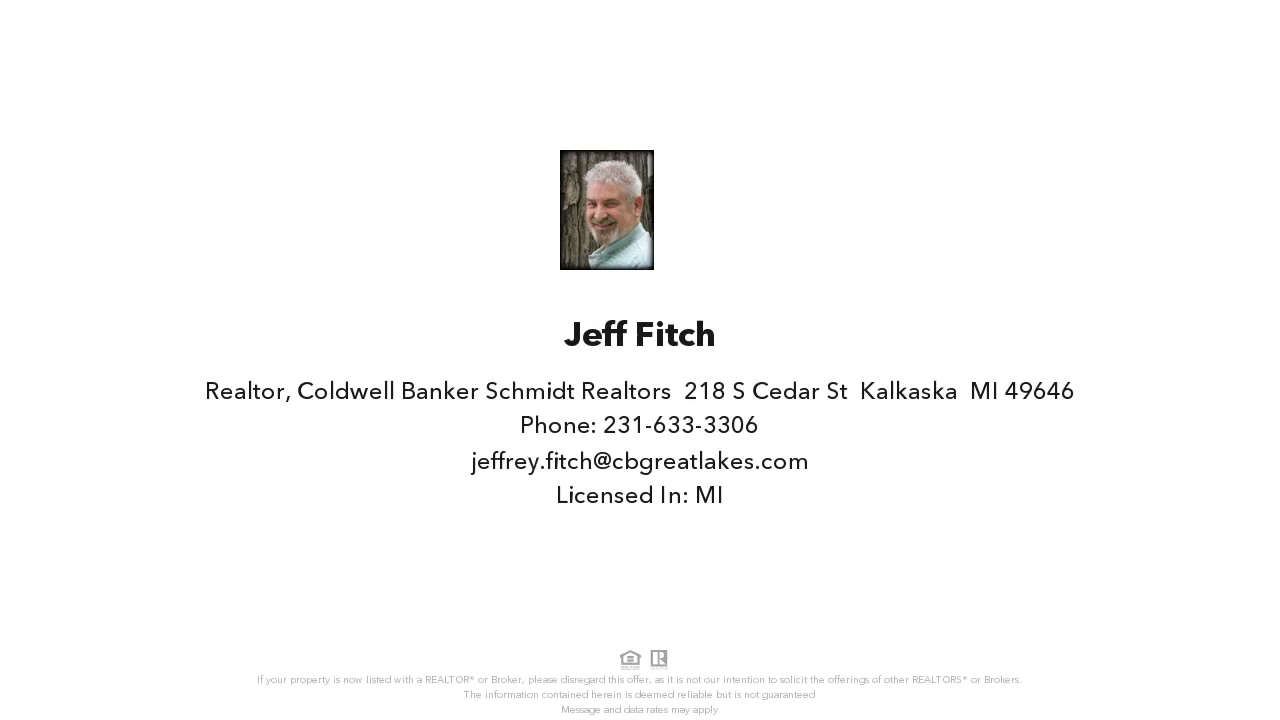 Jeff Fitch
Realtor, Coldwell Banker Schmidt Realtors  218 S Cedar St  Kalkaska  MI 49646
Phone: 231-633-3306
jeffrey.fitch@cbgreatlakes.com
Licensed In: MI
If your property is now listed with a REALTOR® or Broker, please disregard this offer, as it is not our intention to solicit the offerings of other REALTORS® or Brokers.
The information contained herein is deemed reliable but is not guaranteed
Message and data rates may apply